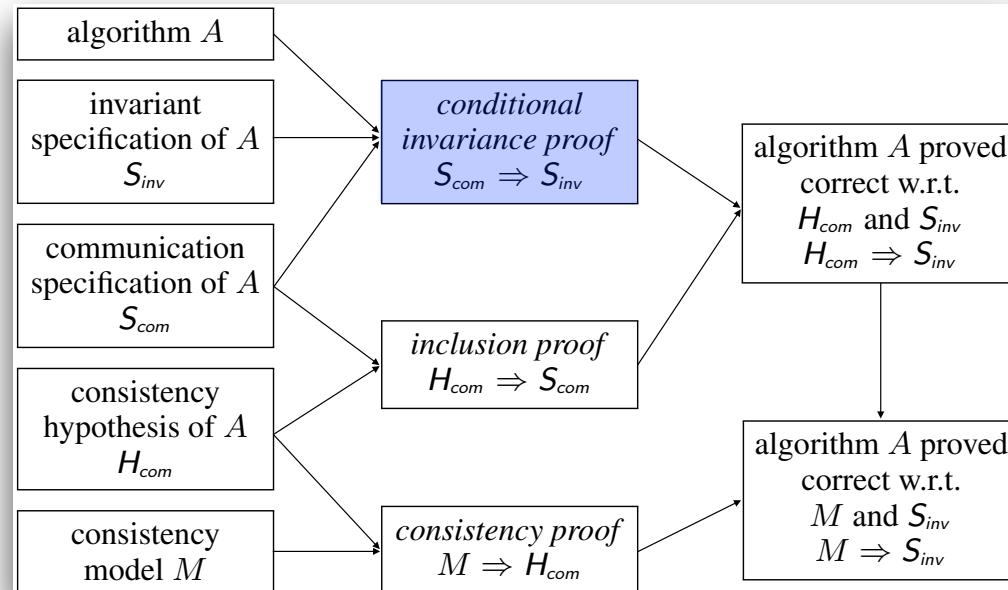 algorithm A
invariant
specification of A
S_inv
communication
specification of A
S_com
consistency
hypothesis of A
H_com
consistency
model M
conditional
invariance proof
S_com ⇒ S_inv
inclusion proof
H_com ⇒ S_com
consistency proof
M ⇒ H_com
algorithm A proved
correct w.r.t.
H_com and S_inv
H_com ⇒ S_inv
algorithm A proved
correct w.r.t.
M and S_inv
M ⇒ S_inv